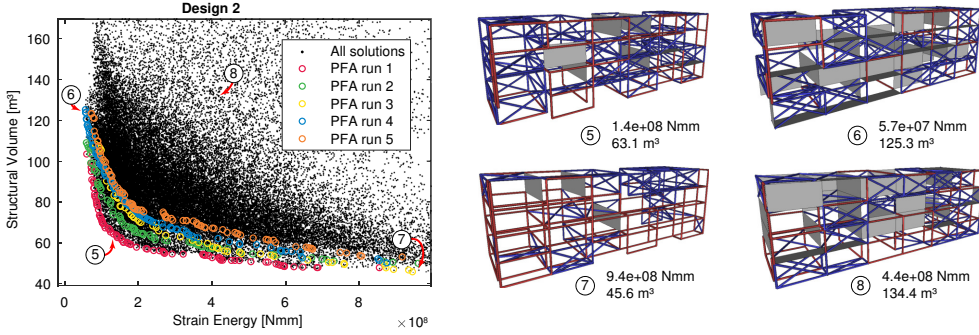 Design 2
160
140
120
100
80
60
40
0
2
4
6
8
Structural Volume [m³]
Strain Energy [Nmm]
× 10⁸
All solutions
PFA run 1
PFA run 2
PFA run 3
PFA run 4
PFA run 5
8
6
5
7
5
1.4e+08 Nmm
63.1 m³
6
5.7e+07 Nmm
125.3 m³
7
9.4e+08 Nmm
45.6 m³
8
4.4e+08 Nmm
134.4 m³